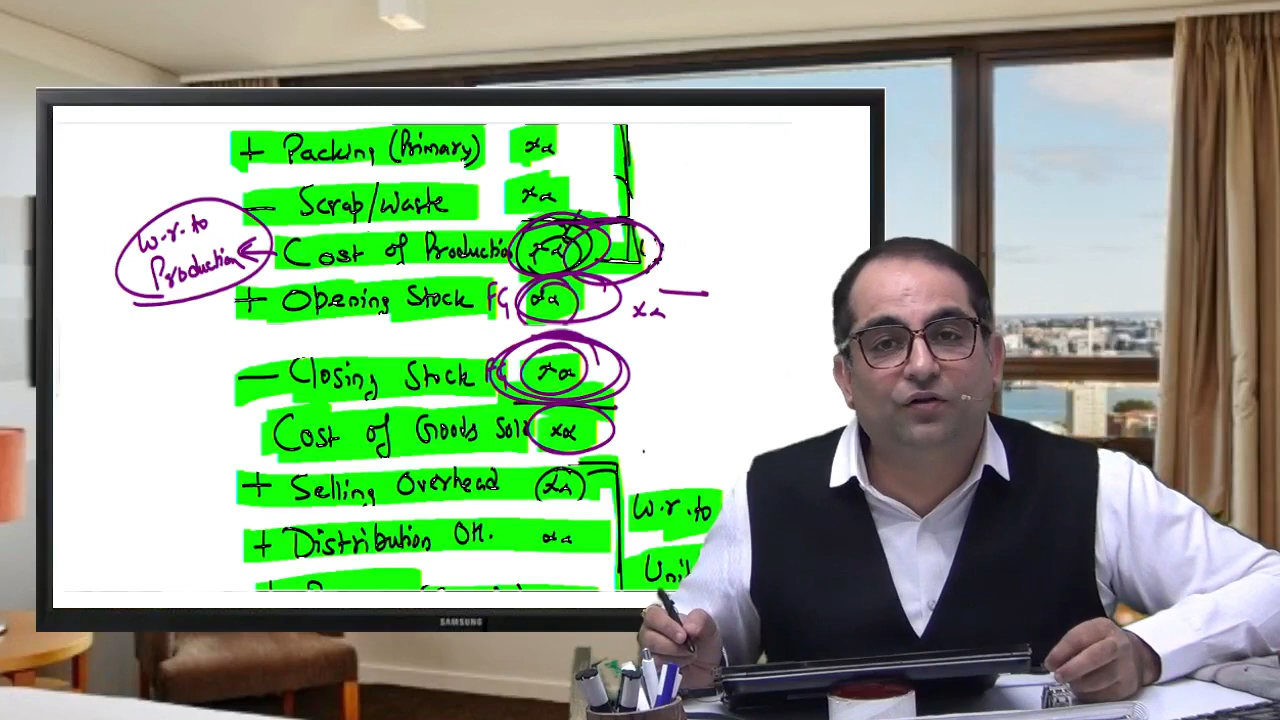 + Packing (Primary) xx
- Scrap/Waste xx
w.r.to
Production
← Cost of Production xx
+ Opening Stock FG xx xx
- Closing Stock FG xx
Cost of Goods Sold xx
+ Selling Overhead xx
+ Distribution OH. xx
w.r.to
SAMSUNG